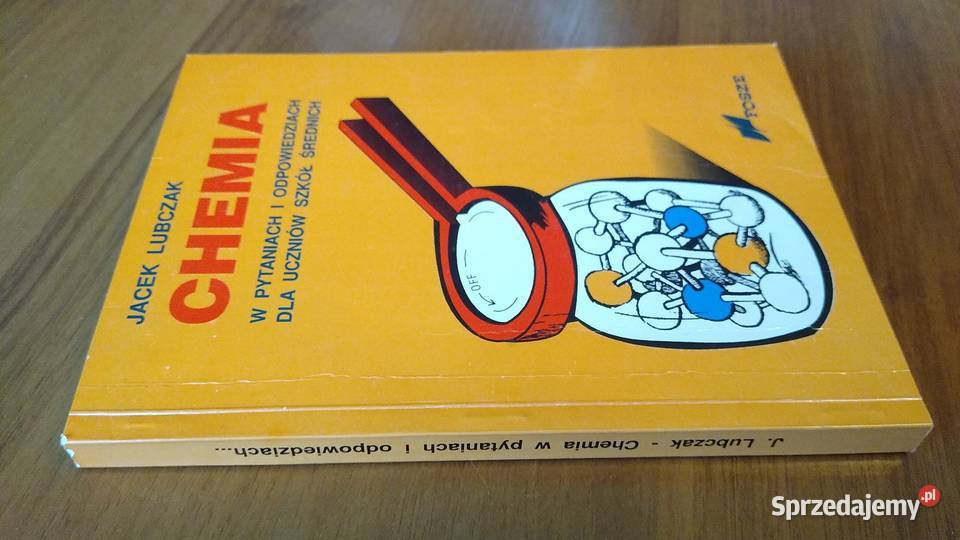 JACEK LUBCZAK
CHEMIA
W PYTANIACH I ODPOWIEDZIACH
DLA UCZNIÓW SZKÓŁ ŚREDNICH
FOSZE
OFF
J. Lubczak - Chemia w pytaniach i odpowiedziach...
Sprzedajemy.pl